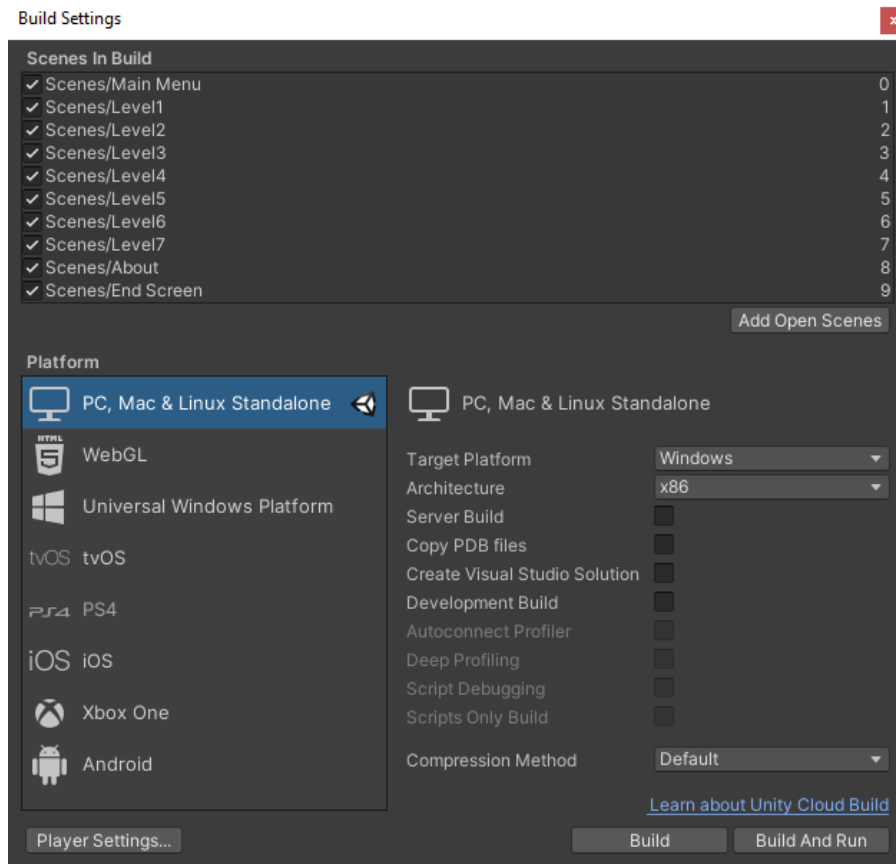 Build Settings
x
Scenes In Build
Scenes/Main Menu 0
Scenes/Level1 1
Scenes/Level2 2
Scenes/Level3 3
Scenes/Level4 4
Scenes/Level5 5
Scenes/Level6 6
Scenes/Level7 7
Scenes/About 8
Scenes/End Screen 9
Add Open Scenes
Platform
PC, Mac & Linux Standalone
HTML 5 WebGL
Universal Windows Platform
tvOS tvOS
PS4 PS4
iOS iOS
Xbox One
Android
PC, Mac & Linux Standalone
Target Platform Windows
Architecture x86
Server Build
Copy PDB files
Create Visual Studio Solution
Development Build
Autoconnect Profiler
Deep Profiling
Script Debugging
Scripts Only Build
Compression Method Default
Learn about Unity Cloud Build
Player Settings... Build Build And Run